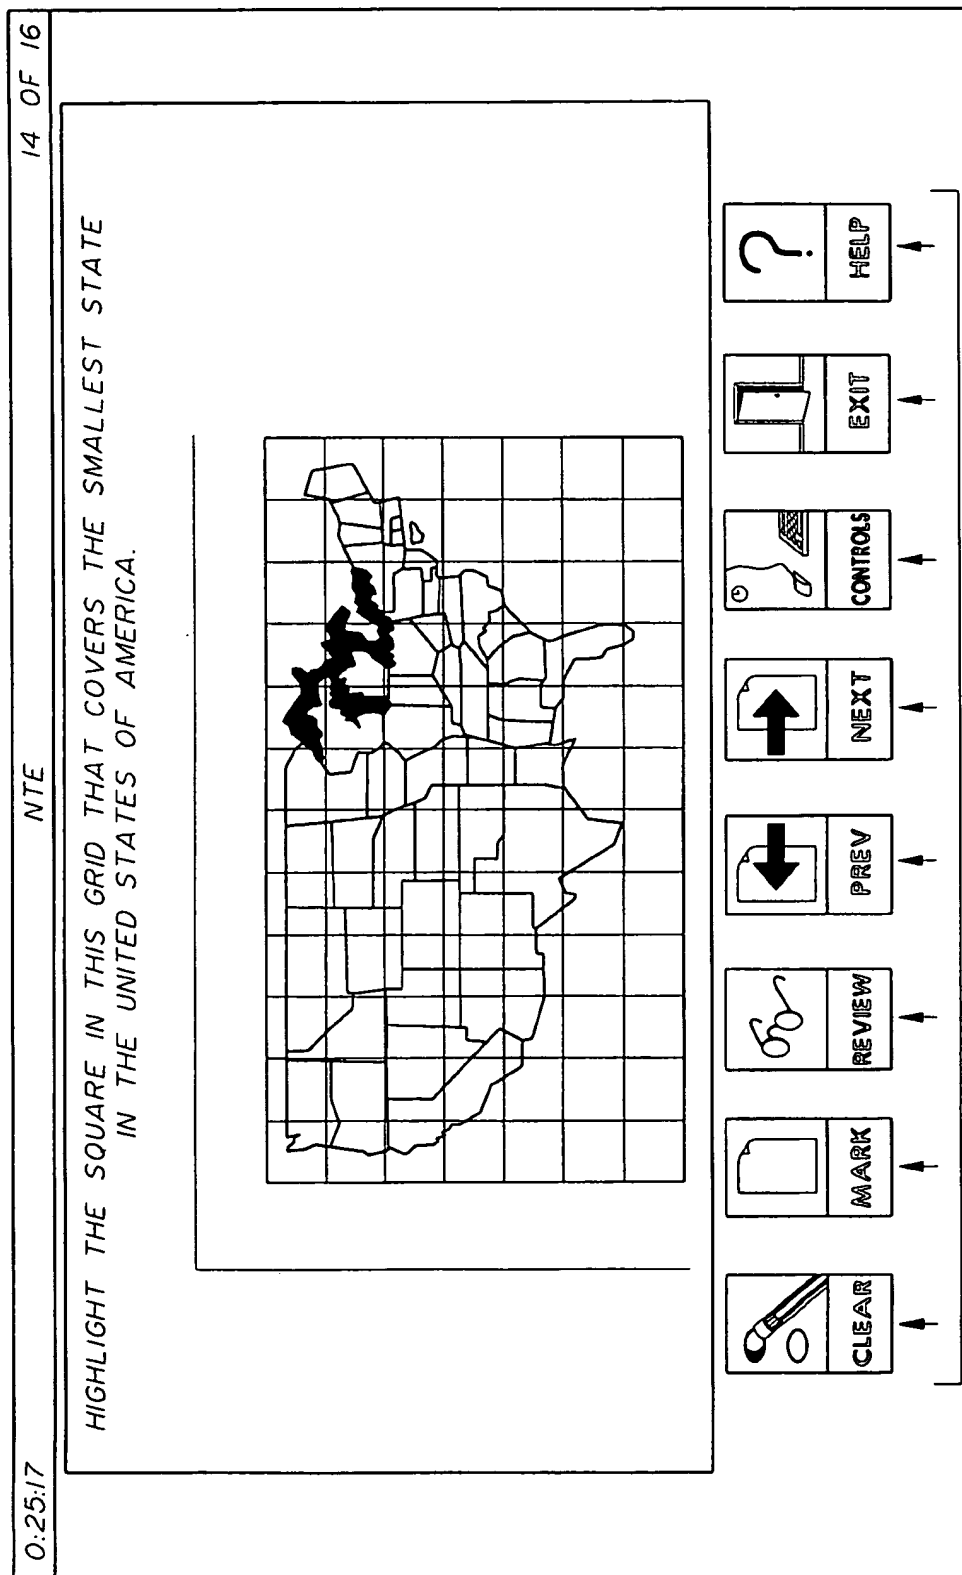 0:25:17 NTE 14 OF 16
HIGHLIGHT THE SQUARE IN THIS GRID THAT COVERS THE SMALLEST STATE
IN THE UNITED STATES OF AMERICA.
?
CLEAR MARK REVIEW PREV NEXT CONTROLS EXIT HELP